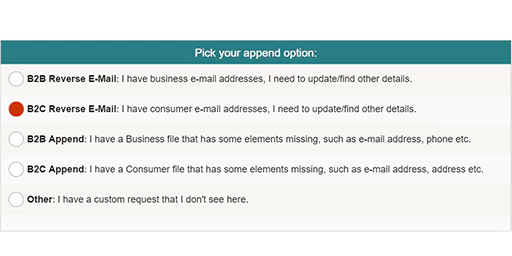 Pick your append option:
B2B Reverse E-Mail: I have business e-mail addresses, I need to update/find other details.
B2C Reverse E-Mail: I have consumer e-mail addresses, I need to update/find other details.
B2B Append: I have a Business file that has some elements missing, such as e-mail address, phone etc.
B2C Append: I have a Consumer file that has some elements missing, such as e-mail address, address etc.
Other: I have a custom request that I don't see here.